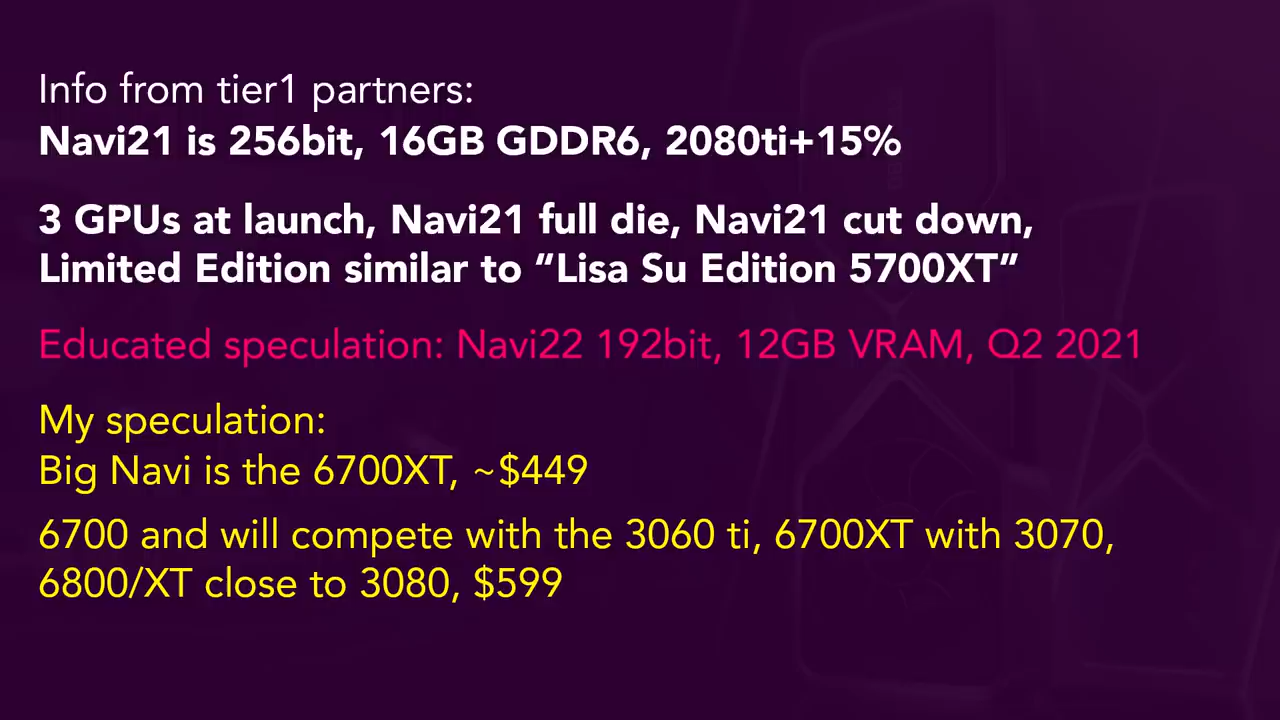 Info from tier1 partners:
Navi21 is 256bit, 16GB GDDR6, 2080ti+15%
3 GPUs at launch, Navi21 full die, Navi21 cut down,
Limited Edition similar to “Lisa Su Edition 5700XT”
Educated speculation: Navi22 192bit, 12GB VRAM, Q2 2021
My speculation:
Big Navi is the 6700XT, ~$449
6700 and will compete with the 3060 ti, 6700XT with 3070,
6800/XT close to 3080, $599